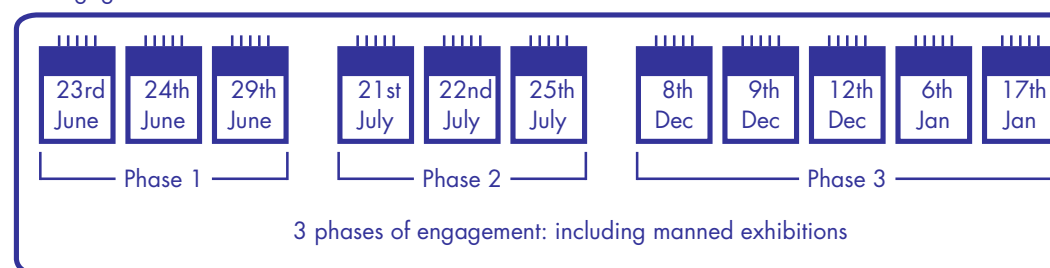 23rd 24th 29th 21st 22nd 25th 8th 9th 12th 6th 17th
June June June July July July Dec Dec Dec Jan Jan
Phase 1 Phase 2 Phase 3
3 phases of engagement: including manned exhibitions